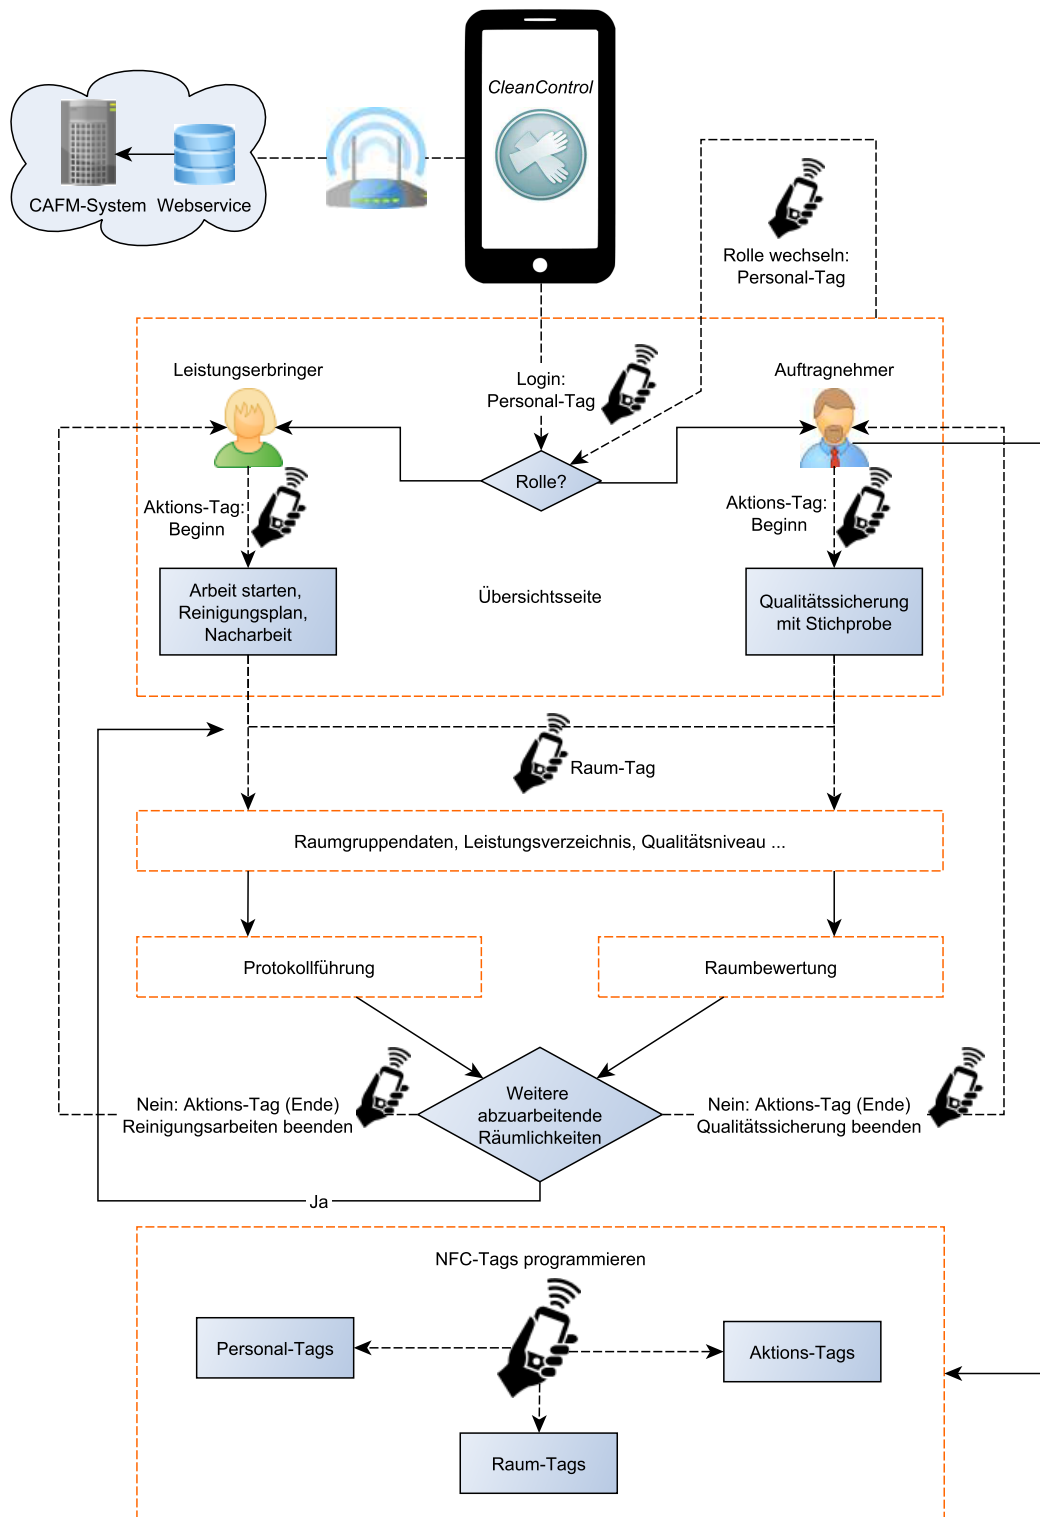 CleanControl
CAFM-System
Webservice
Rolle wechseln:
Personal-Tag
Leistungserbringer
Login:
Personal-Tag
Auftragnehmer
Rolle?
Aktions-Tag:
Beginn
Aktions-Tag:
Beginn
Arbeit starten,
Reinigungsplan,
Nacharbeit
Übersichtsseite
Qualitätssicherung
mit Stichprobe
Raum-Tag
Raumgruppendaten, Leistungsverzeichnis, Qualitätsniveau ...
Protokollführung
Raumbewertung
Weitere
abzuarbeitende
Räumlichkeiten
Nein: Aktions-Tag (Ende)
Reinigungsarbeiten beenden
Nein: Aktions-Tag (Ende)
Qualitätssicherung beenden
Ja
NFC-Tags programmieren
Personal-Tags
Aktions-Tags
Raum-Tags